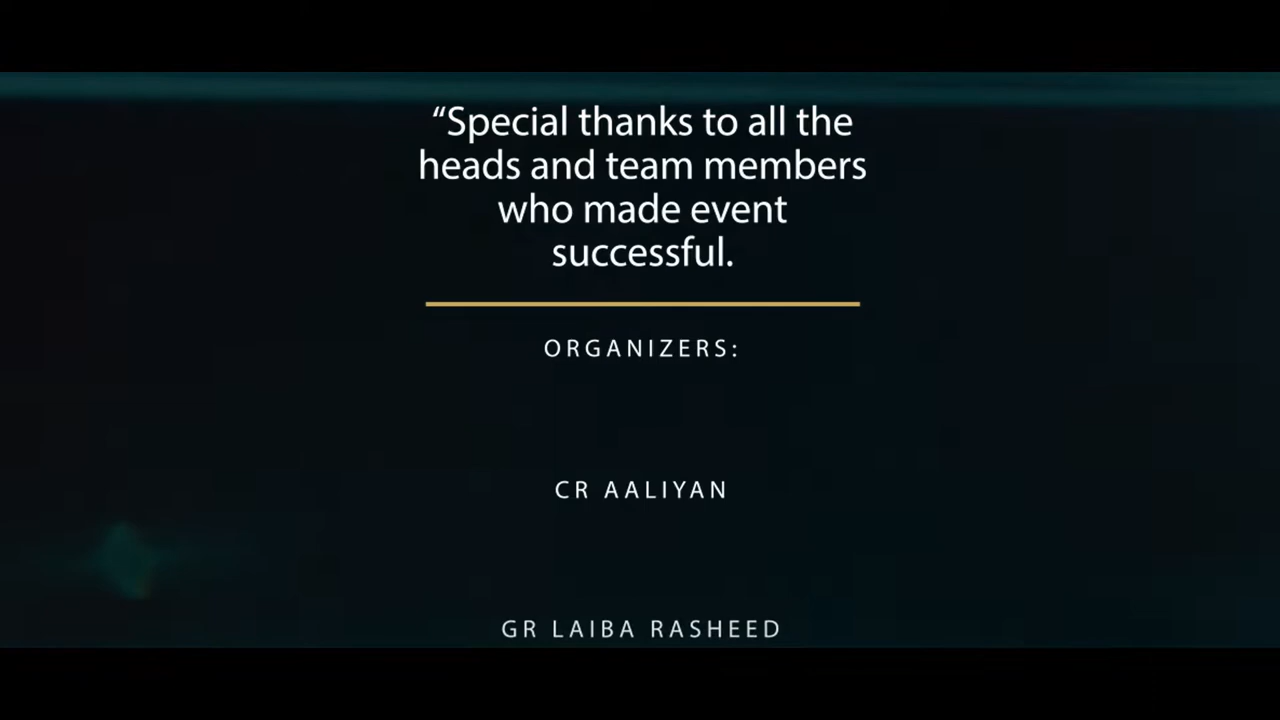 “Special thanks to all the
heads and team members
who made event
successful.
ORGANIZERS:
CR AALIYAN
GR LAIBA RASHEED